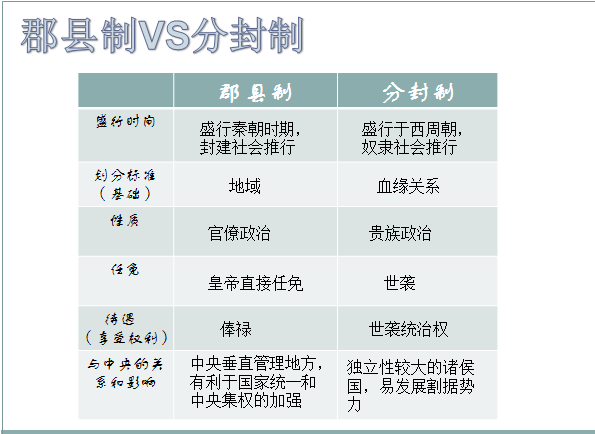 郡县制VS分封制
郡县制 分封制
盛行时间 盛行秦朝时期， 盛行于西周朝，
封建社会推行 奴隶社会推行
划分标准
（基础） 地域 血缘关系
性质 官僚政治 贵族政治
任免 皇帝直接任免 世袭
待遇
（享受权利） 俸禄 世袭统治权
与中央的关 中央垂直管理地方， 独立性较大的诸侯
系和影响 有利于国家统一和 国，易发展割据势
中央集权的加强 力